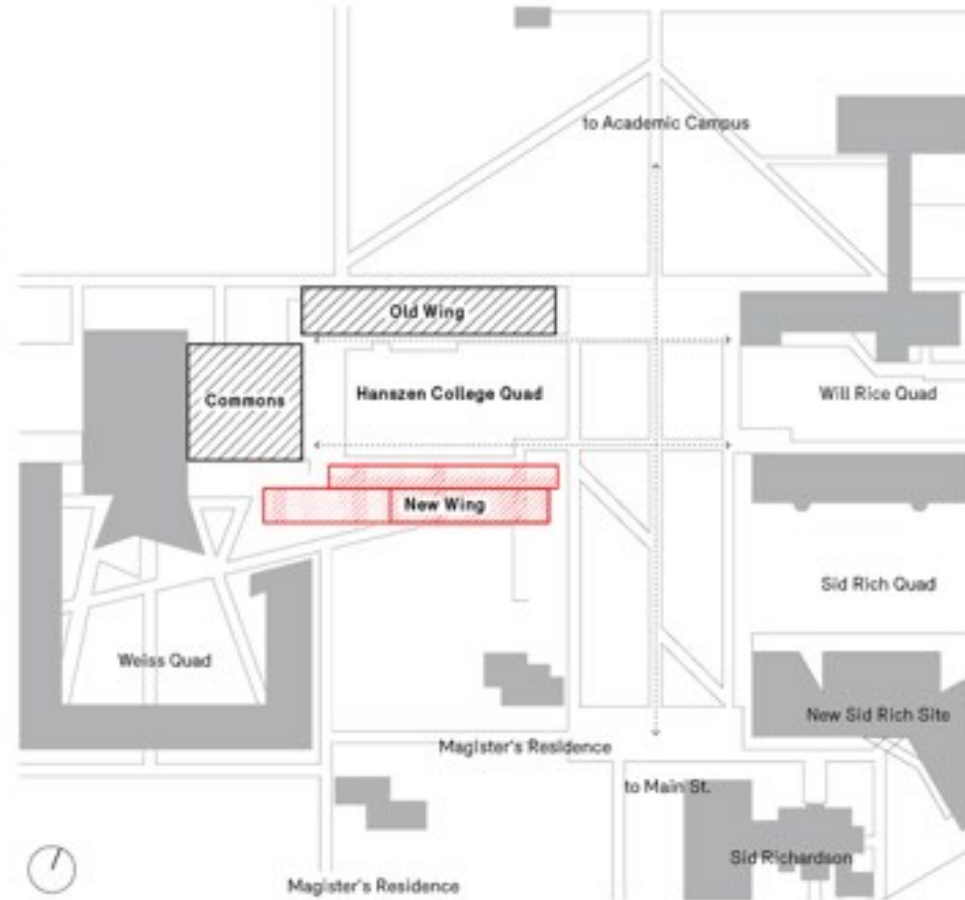 to Academic Campus
Old Wing
Commons
Hanszen College Quad
Will Rice Quad
New Wing
Sid Rich Quad
Weiss Quad
New Sid Rich Site
Magister's Residence
to Main St.
Sid Richardson
Magister's Residence